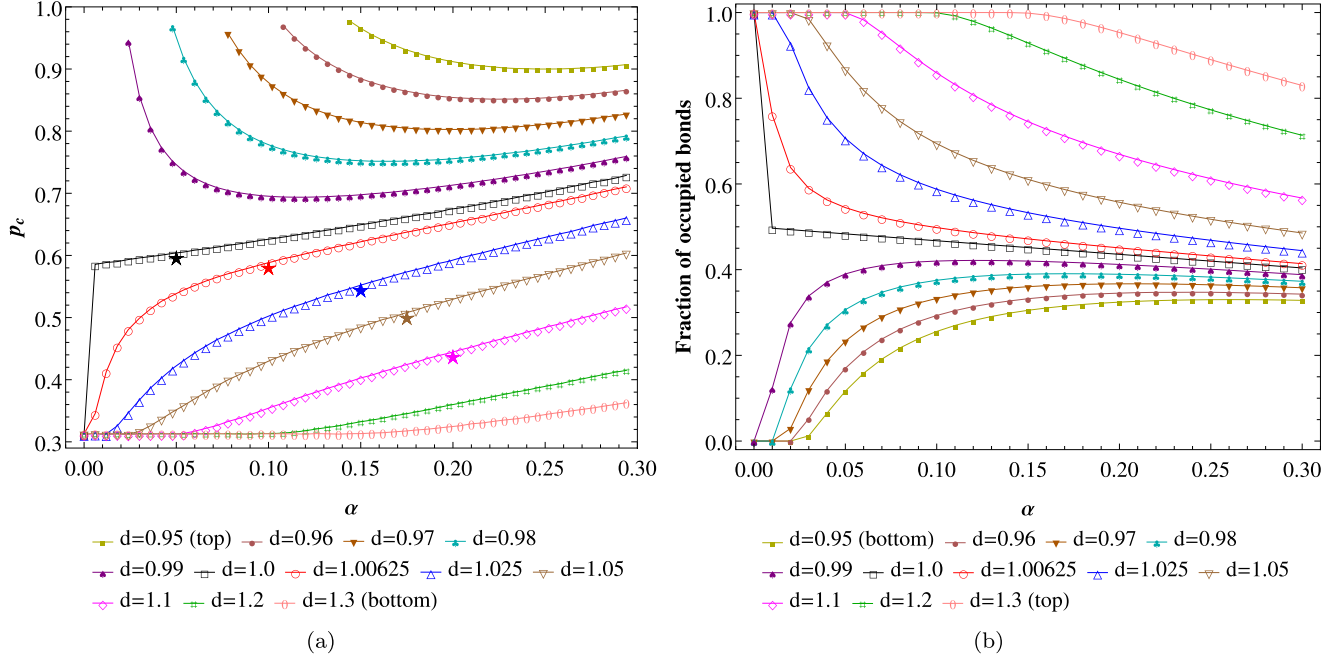 1.0
0.9
0.8
0.7
0.6
0.5
0.4
0.3
p_c
0.00 0.05 0.10 0.15 0.20 0.25 0.30
α
d=0.95 (top) d=0.96 d=0.97 d=0.98
d=0.99 d=1.0 d=1.00625 d=1.025 d=1.05
d=1.1 d=1.2 d=1.3 (bottom)
(a)
1.0
0.8
0.6
0.4
0.2
0.0
Fraction of occupied bonds
0.00 0.05 0.10 0.15 0.20 0.25 0.30
α
d=0.95 (bottom) d=0.96 d=0.97 d=0.98
d=0.99 d=1.0 d=1.00625 d=1.025 d=1.05
d=1.1 d=1.2 d=1.3 (top)
(b)